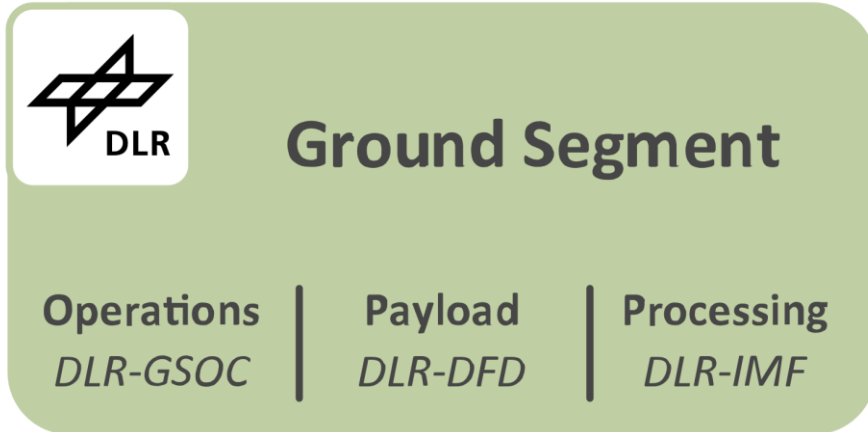 DLR
Ground Segment
Operations
DLR-GSOC
Payload
DLR-DFD
Processing
DLR-IMF